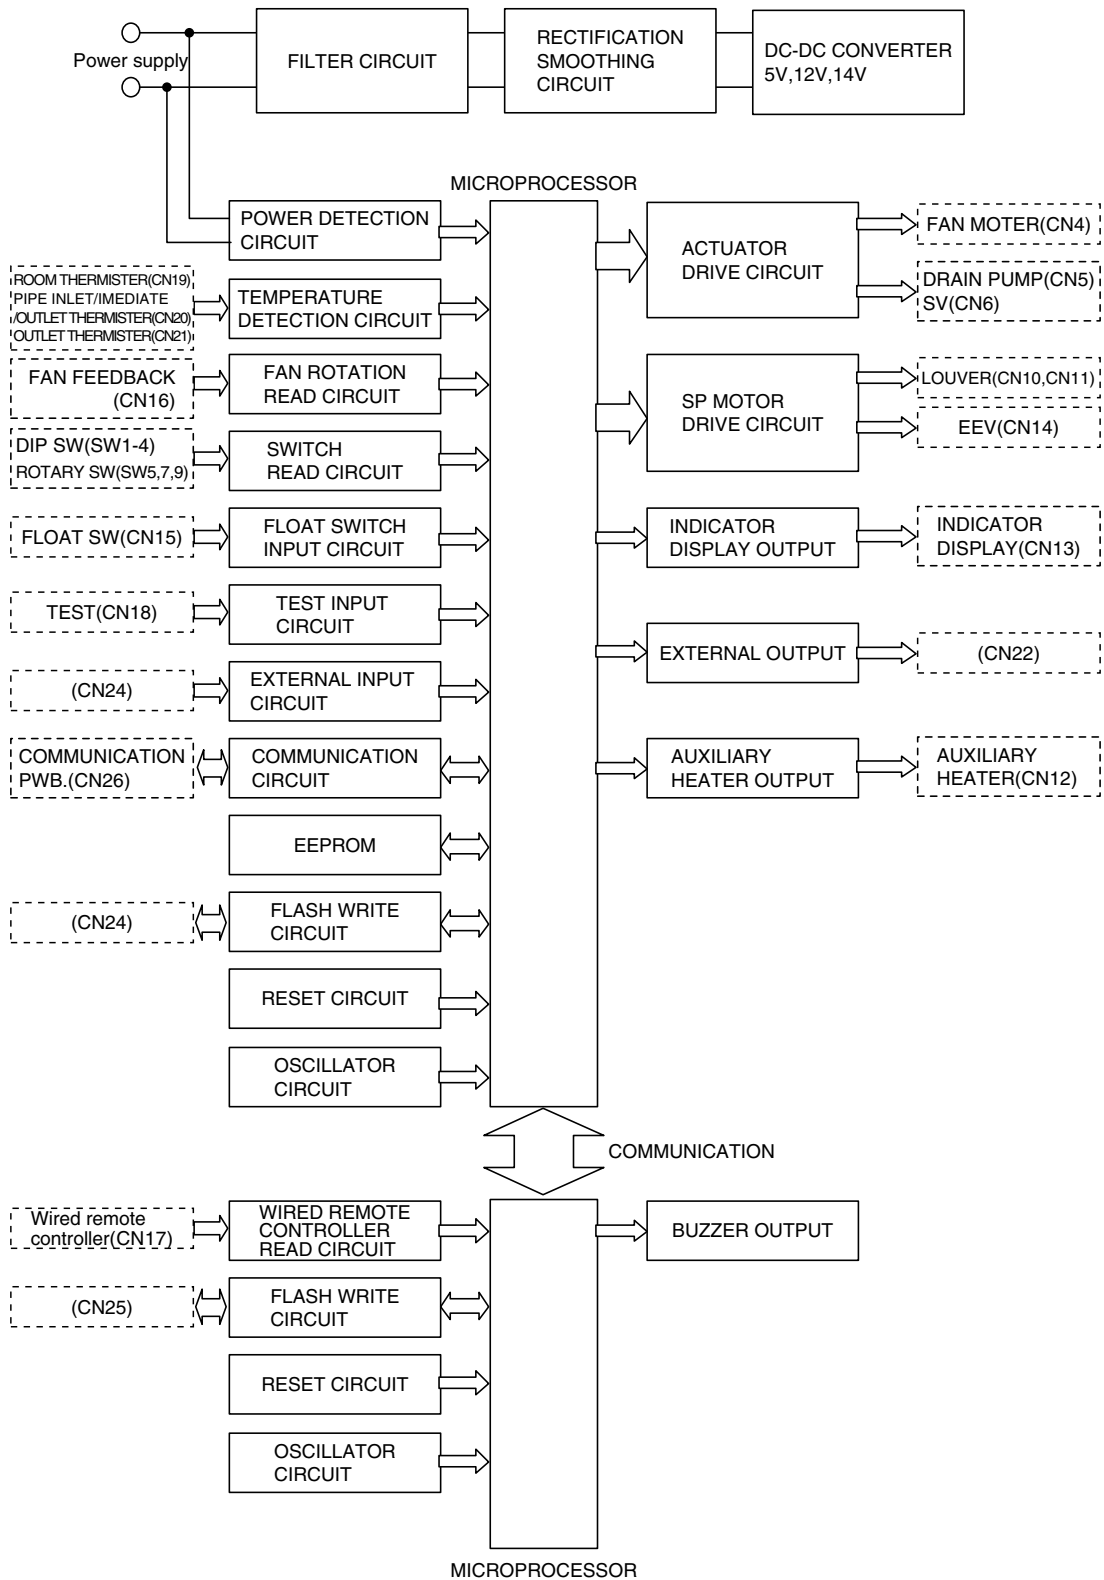 Power supply
FILTER CIRCUIT
RECTIFICATION
SMOOTHING
CIRCUIT
DC-DC CONVERTER
5V,12V,14V
MICROPROCESSOR
POWER DETECTION
CIRCUIT
ACTUATOR
DRIVE CIRCUIT
FAN MOTER(CN4)
DRAIN PUMP(CN5)
SV(CN6)
ROOM THERMISTER(CN19)
PIPE INLET/IMEDIATE
/OUTLET THERMISTER(CN20)
OUTLET THERMISTER(CN21)
TEMPERATURE
DETECTION CIRCUIT
FAN FEEDBACK
(CN16)
FAN ROTATION
READ CIRCUIT
SP MOTOR
DRIVE CIRCUIT
LOUVER(CN10,CN11)
EEV(CN14)
DIP SW(SW1-4)
ROTARY SW(SW5,7,9)
SWITCH
READ CIRCUIT
FLOAT SW(CN15)
FLOAT SWITCH
INPUT CIRCUIT
INDICATOR
DISPLAY OUTPUT
INDICATOR
DISPLAY(CN13)
TEST(CN18)
TEST INPUT
CIRCUIT
EXTERNAL OUTPUT
(CN22)
(CN24)
EXTERNAL INPUT
CIRCUIT
COMMUNICATION
PWB.(CN26)
COMMUNICATION
CIRCUIT
AUXILIARY
HEATER OUTPUT
AUXILIARY
HEATER(CN12)
EEPROM
(CN24)
FLASH WRITE
CIRCUIT
RESET CIRCUIT
OSCILLATOR
CIRCUIT
COMMUNICATION
Wired remote
controller(CN17)
WIRED REMOTE
CONTROLLER
READ CIRCUIT
BUZZER OUTPUT
(CN25)
FLASH WRITE
CIRCUIT
RESET CIRCUIT
OSCILLATOR
CIRCUIT
MICROPROCESSOR